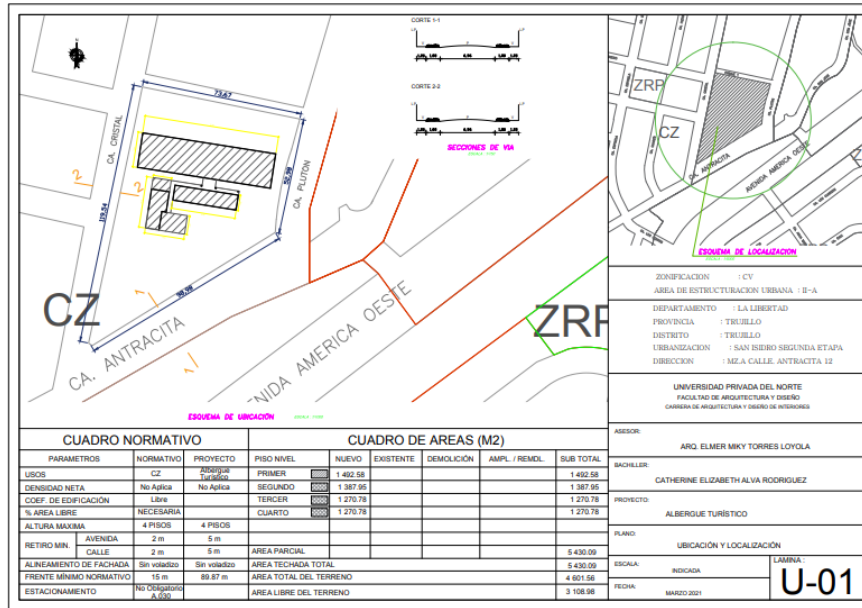 CORTE 1-1
CORTE 2-2
SECCIONES DE VIA
73.67
CA. CRISTAL
CA. PLUTON
52.98
119.54
98.98
2
2
1
1
CZ
CA. ANTRACITA
AVENIDA AMERICA OESTE
ZRP
ESQUEMA DE UBICACIÓN
ZRP
CZ
CA. ANTRACITA
AVENIDA AMERICA OESTE
ESQUEMA DE LOCALIZACION
ZONIFICACION : CV
AREA DE ESTRUCTURACION URBANA : II-A
DEPARTAMENTO : LA LIBERTAD
PROVINCIA : TRUJILLO
DISTRITO : TRUJILLO
URBANIZACION : SAN ISIDRO SEGUNDA ETAPA
DIRECCION : MZ.A CALLE. ANTRACITA 12
UNIVERSIDAD PRIVADA DEL NORTE
FACULTAD DE ARQUITECTURA Y DISEÑO
CARRERA DE ARQUITECTURA Y DISEÑO DE INTERIORES
ASESOR:
ARQ. ELMER MIKY TORRES LOYOLA
BACHILLER:
CATHERINE ELIZABETH ALVA RODRIGUEZ
PROYECTO:
ALBERGUE TURÍSTICO
PLANO:
UBICACIÓN Y LOCALIZACIÓN
ESCALA: INDICADA
FECHA: MARZO 2021
LAMINA :
U-01
CUADRO NORMATIVO
PARAMETROS NORMATIVO PROYECTO
USOS CZ Albergue Turístico
DENSIDAD NETA No Aplica No Aplica
COEF. DE EDIFICACIÓN Libre
% AREA LIBRE NECESARIA
ALTURA MAXIMA 4 PISOS 4 PISOS
RETIRO MIN. AVENIDA 2 m 5 m
CALLE 2 m 5 m
ALINEAMIENTO DE FACHADA Sin voladizo Sin voladizo
FRENTE MÍNIMO NORMATIVO 15 m 89.87 m
ESTACIONAMIENTO No Obligatorio A.030
CUADRO DE AREAS (M2)
PISO NIVEL NUEVO EXISTENTE DEMOLICIÓN AMPL. / REMDL. SUB TOTAL
PRIMER 1 492.58 1 492.58
SEGUNDO 1 387.95 1 387.95
TERCER 1 270.78 1 270.78
CUARTO 1 270.78 1 270.78
AREA PARCIAL 5 430.09
AREA TECHADA TOTAL 5 430.09
AREA TOTAL DEL TERRENO 4 601.56
AREA LIBRE DEL TERRENO 3 108.98